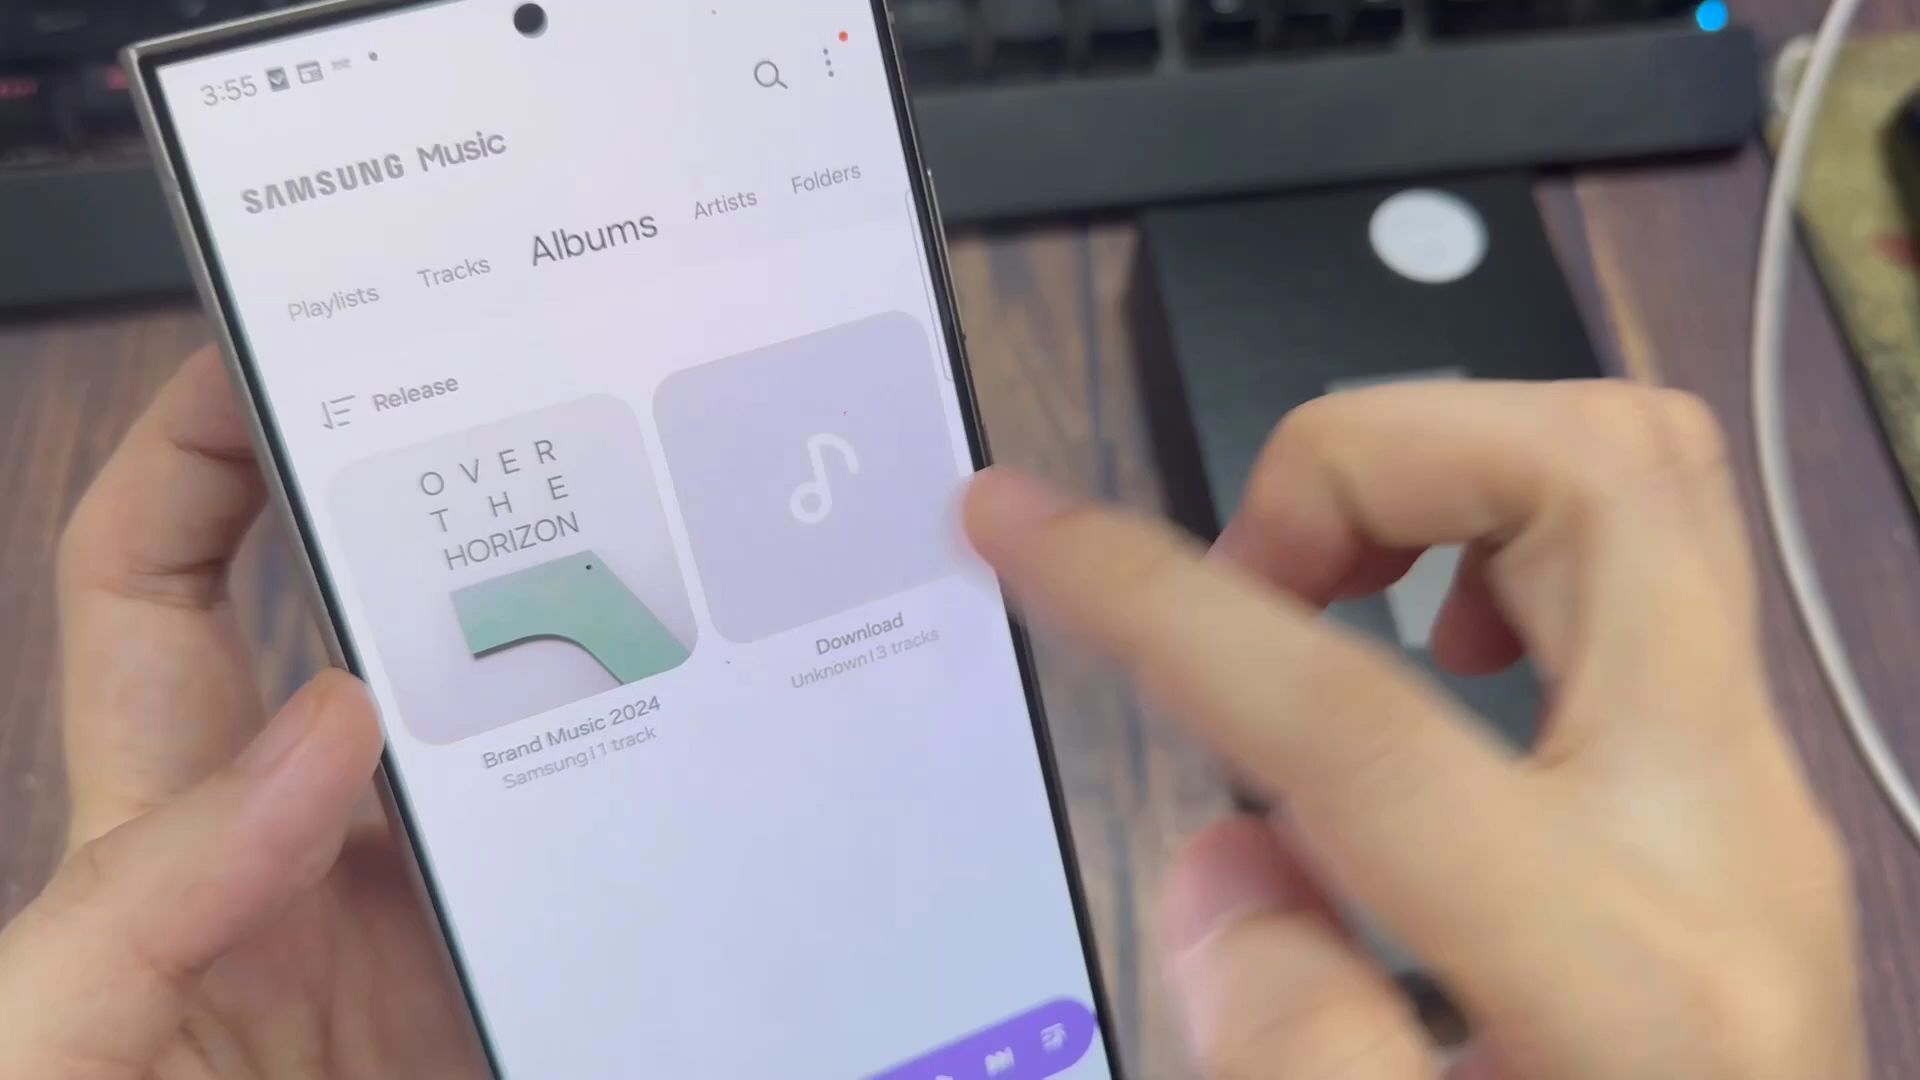 3:55
SAMSUNG Music
Playlists Tracks Albums Artists Folders
Release
OVER
THE
HORIZON
Brand Music 2024
Samsung|1 track
Download
Unknown|3 tracks